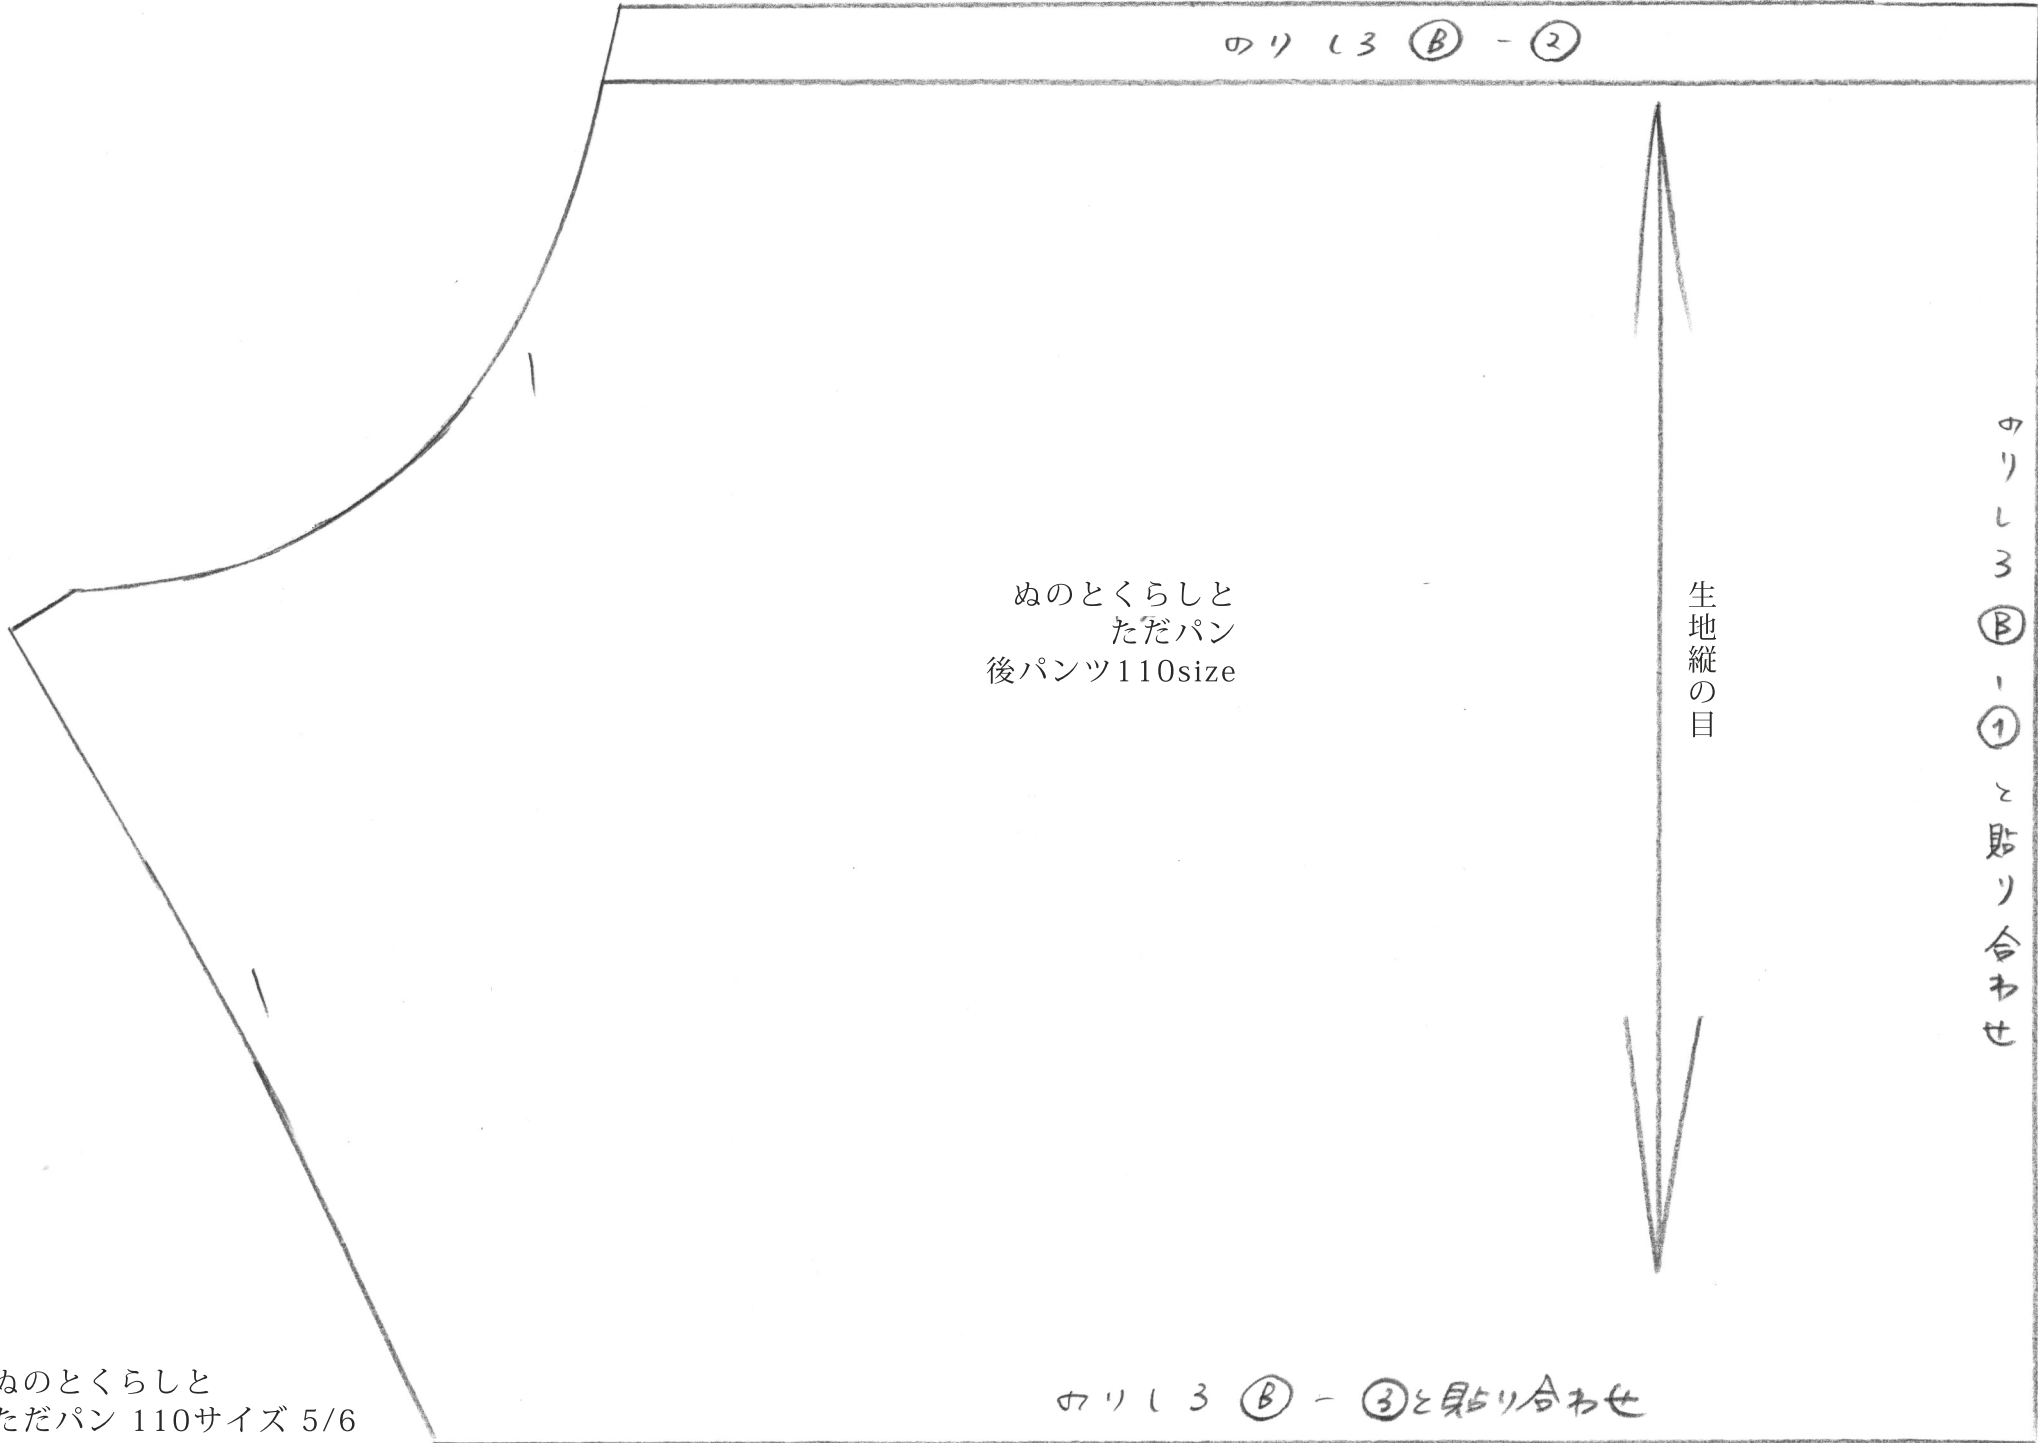 のりしろ Ⓑ - ②
のりしろ Ⓑ - ① と貼り合わせ
生地縦の目
ぬのとくらしと
ただパン
後パンツ110size
のりしろ Ⓑ - ③と貼り合わせ
ぬのとくらしと
ただパン 110サイズ 5/6